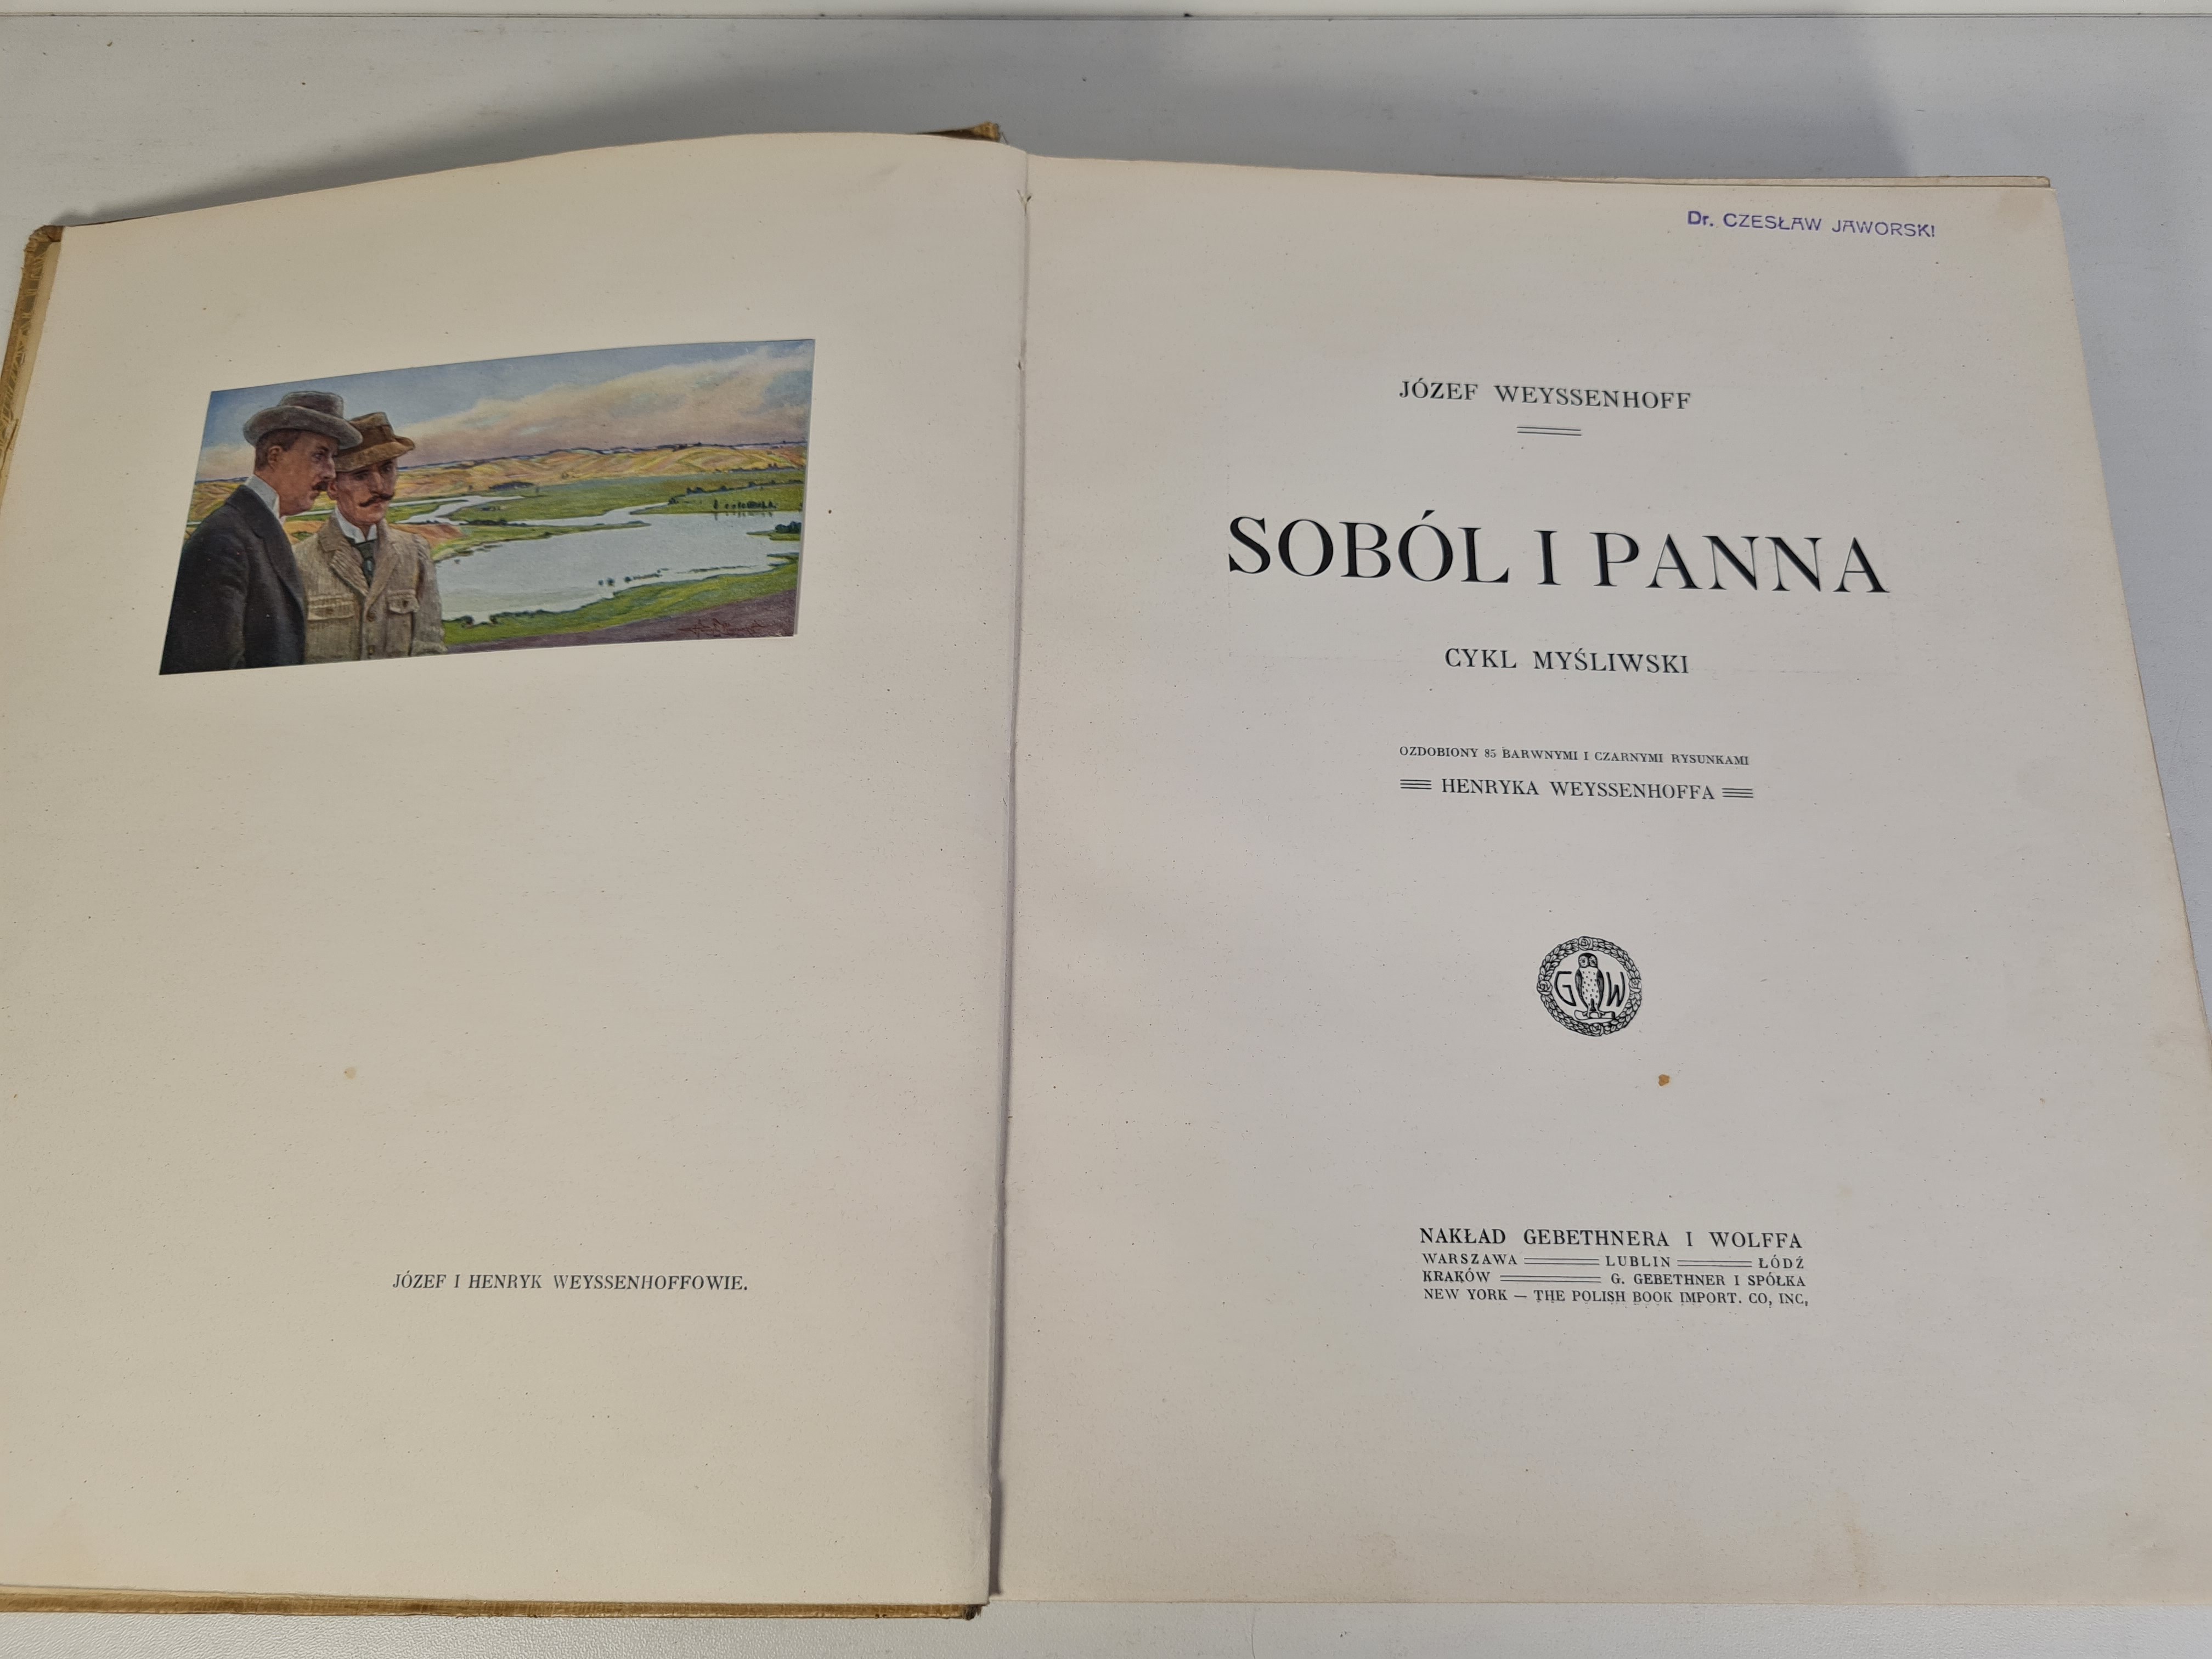 JÓZEF I HENRYK WEYSSENHOFFOWIE.
Dr. CZESŁAW JAWORSKI
JÓZEF WEYSSENHOFF
SOBÓL I PANNA
CYKL MYŚLIWSKI
OZDOBIONY 85 BARWNYMI I CZARNYMI RYSUNKAMI
HENRYKA WEYSSENHOFFA
G W
NAKŁAD GEBETHNERA I WOLFFA
WARSZAWA LUBLIN ŁÓDŹ
KRAKÓW G. GEBETHNER I SPÓŁKA
NEW YORK — THE POLISH BOOK IMPORT. CO, INC,